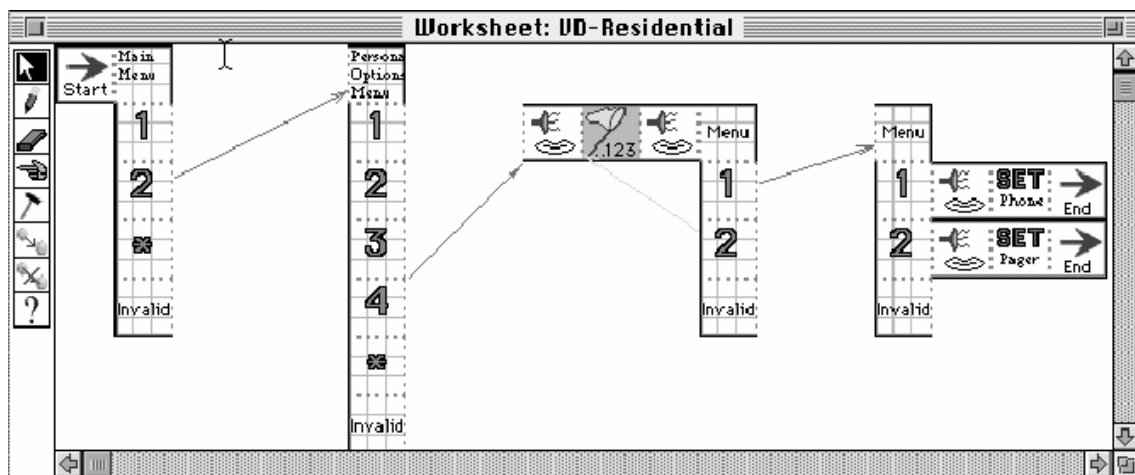 Worksheet: VD-Residential
Start
Main
Menu
1
2
*
Invalid
Persona
Options
Menu
1
2
3
4
*
Invalid
..123
Menu
1
2
Invalid
Menu
1
SET
Phone
End
2
SET
Pager
End
Invalid
?